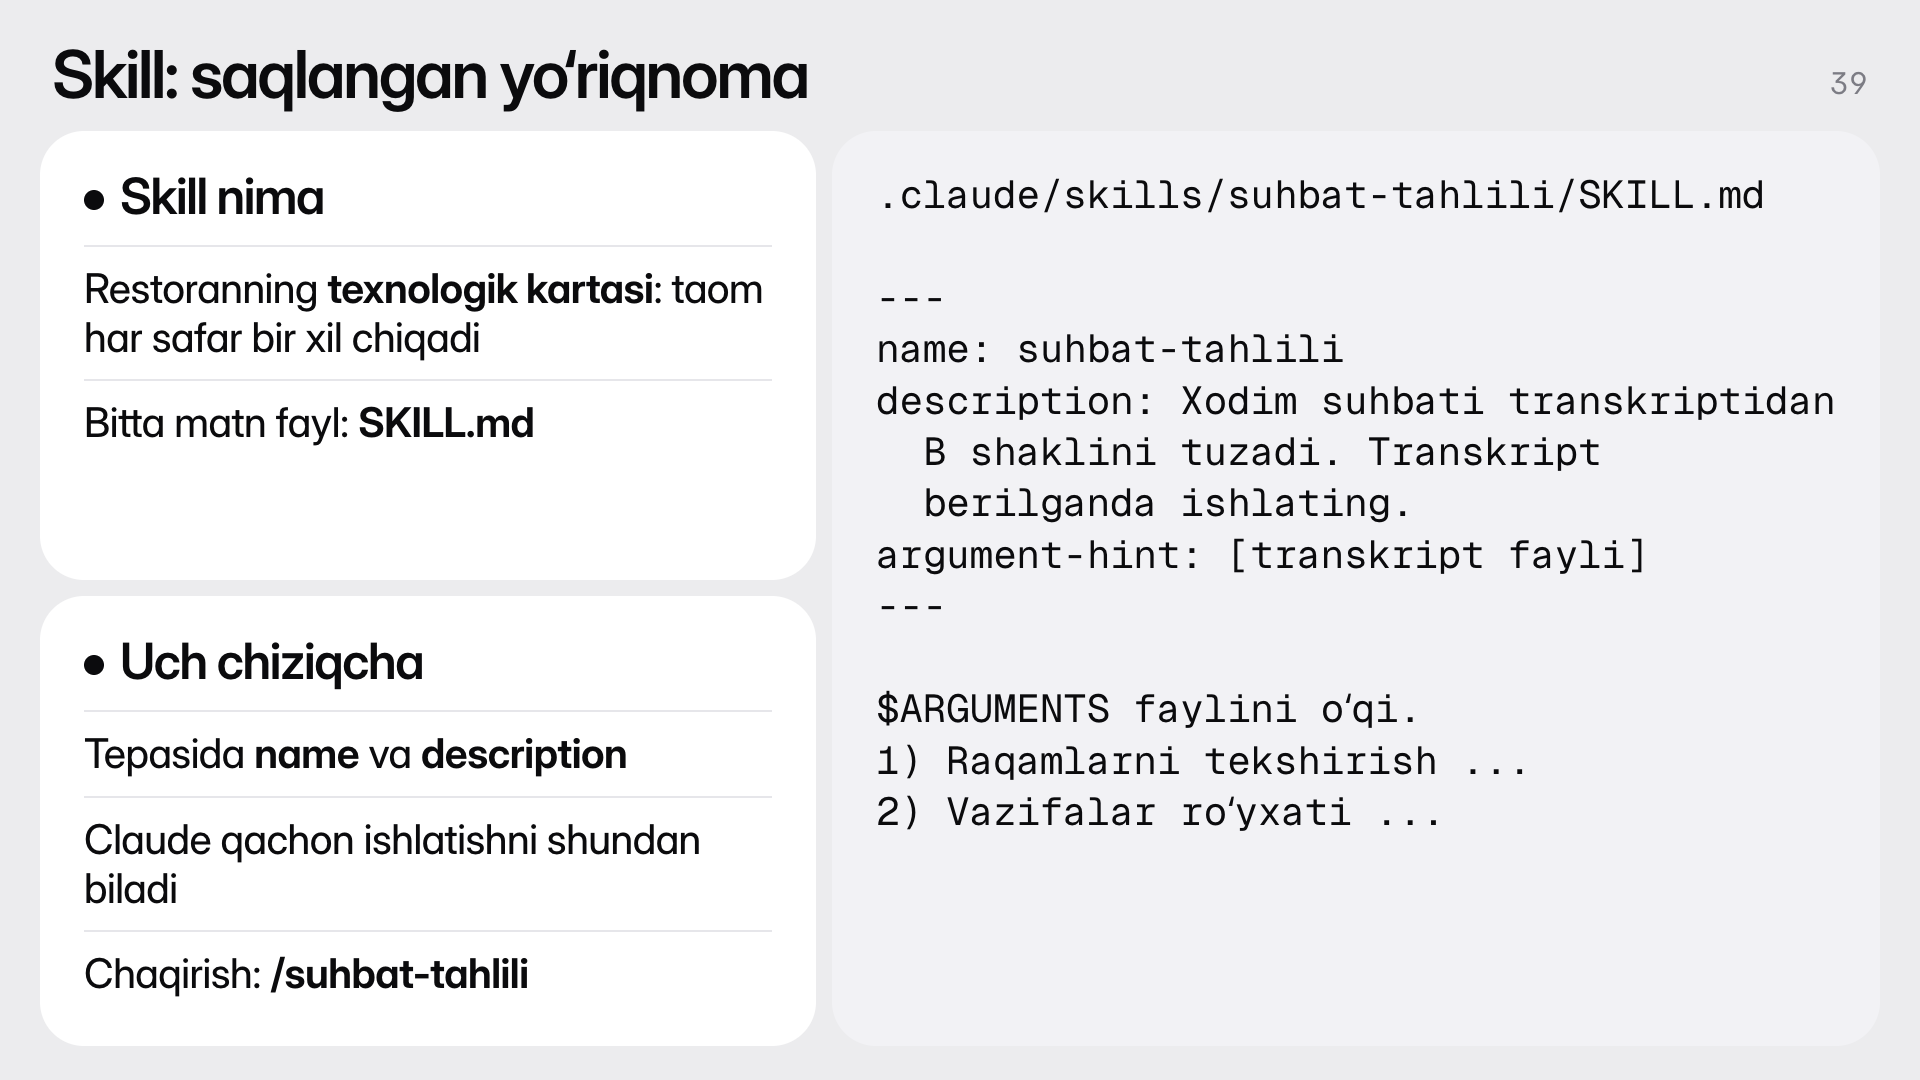 Skill: saqlangan yo‘riqnoma
39
● Skill nima
Restoranning texnologik kartasi: taom
har safar bir xil chiqadi
Bitta matn fayl: SKILL.md
● Uch chiziqcha
Tepasida name va description
Claude qachon ishlatishni shundan
biladi
Chaqirish: /suhbat-tahlili
.claude/skills/suhbat-tahlili/SKILL.md
---
name: suhbat-tahlili
description: Xodim suhbati transkriptidan
  B shaklini tuzadi. Transkript
  berilganda ishlating.
argument-hint: [transkript fayli]
---
$ARGUMENTS faylini o‘qi.
1) Raqamlarni tekshirish ...
2) Vazifalar ro‘yxati ...